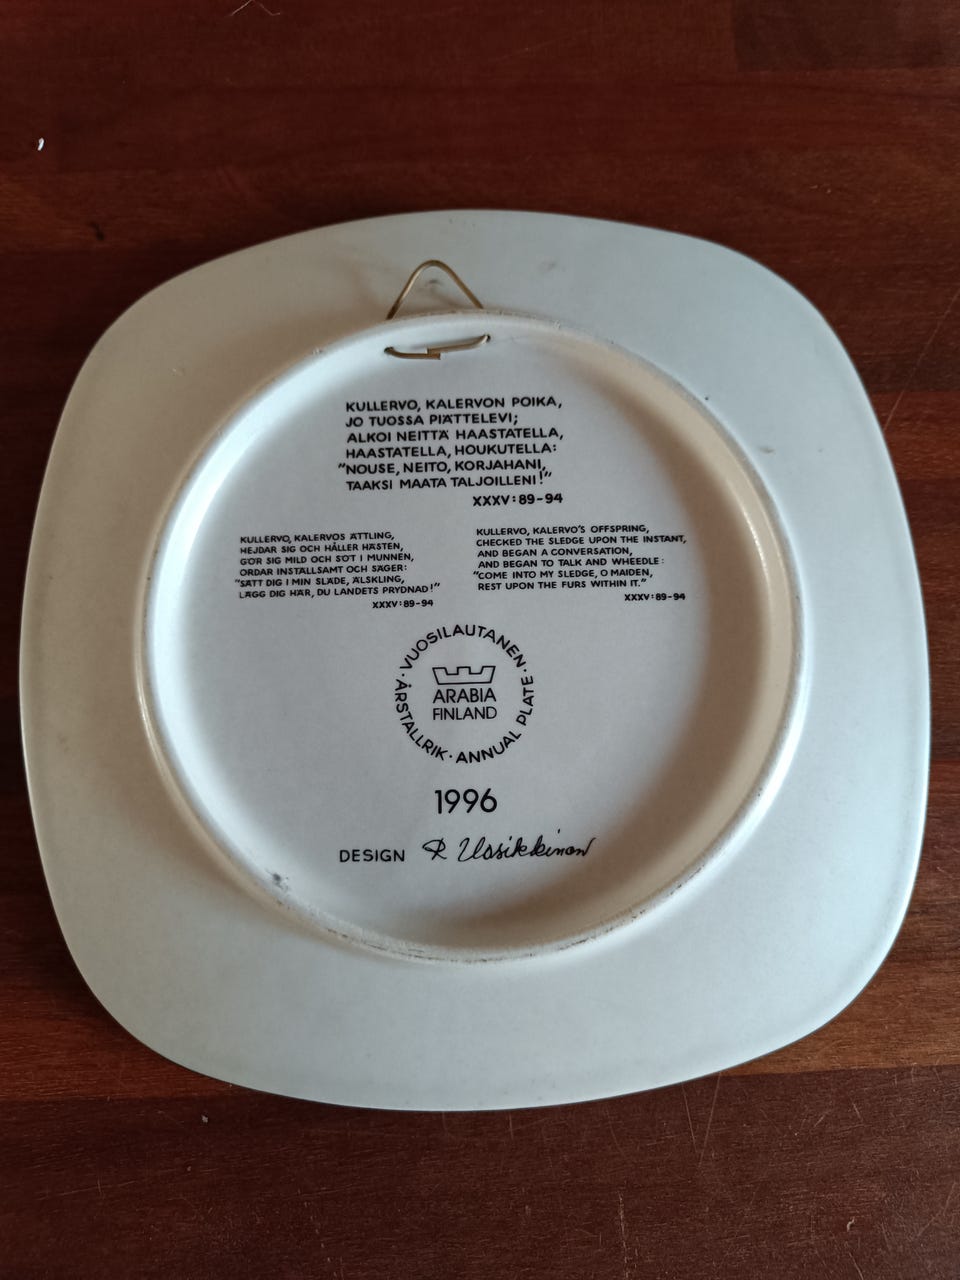 KULLERVO, KALERVON POIKA,
JO TUOSSA PIÄTTELEVI;
ALKOI NEITTÄ HAASTATELLA,
HAASTATELLA, HOUKUTELLA:
"NOUSE, NEITO, KORJAHANI,
TAAKSI MAATA TALJOILLENI!"
XXXV:89-94
KULLERVO, KALERVOS ÄTTLING,
HEJDAR SIG OCH HÅLLER HÄSTEN,
GÖR SIG MILD OCH SÖT I MUNNEN,
ORDAR INSTÄLLSAMT OCH SÄGER:
"SÄTT DIG I MIN SLÄDE, ÄLSKLING,
LÄGG DIG HÄR, DU LANDETS PRYDNAD!"
XXXV:89-94
KULLERVO, KALERVO'S OFFSPRING,
CHECKED THE SLEDGE UPON THE INSTANT,
AND BEGAN A CONVERSATION,
AND BEGAN TO TALK AND WHEEDLE:
"COME INTO MY SLEDGE, O MAIDEN,
REST UPON THE FURS WITHIN IT."
XXXV:89-94
· VUOSILAUTANEN · ANNUAL PLATE · ÅRSTALLRIK
ARABIA
FINLAND
1996
DESIGN R Uosikkinen